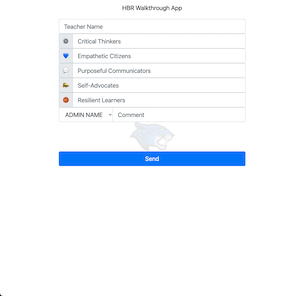 HBR Walkthrough App
Teacher Name
Critical Thinkers
Empathetic Citizens
Purposeful Communicators
Self-Advocates
Resilient Learners
ADMIN NAME Comment
Send